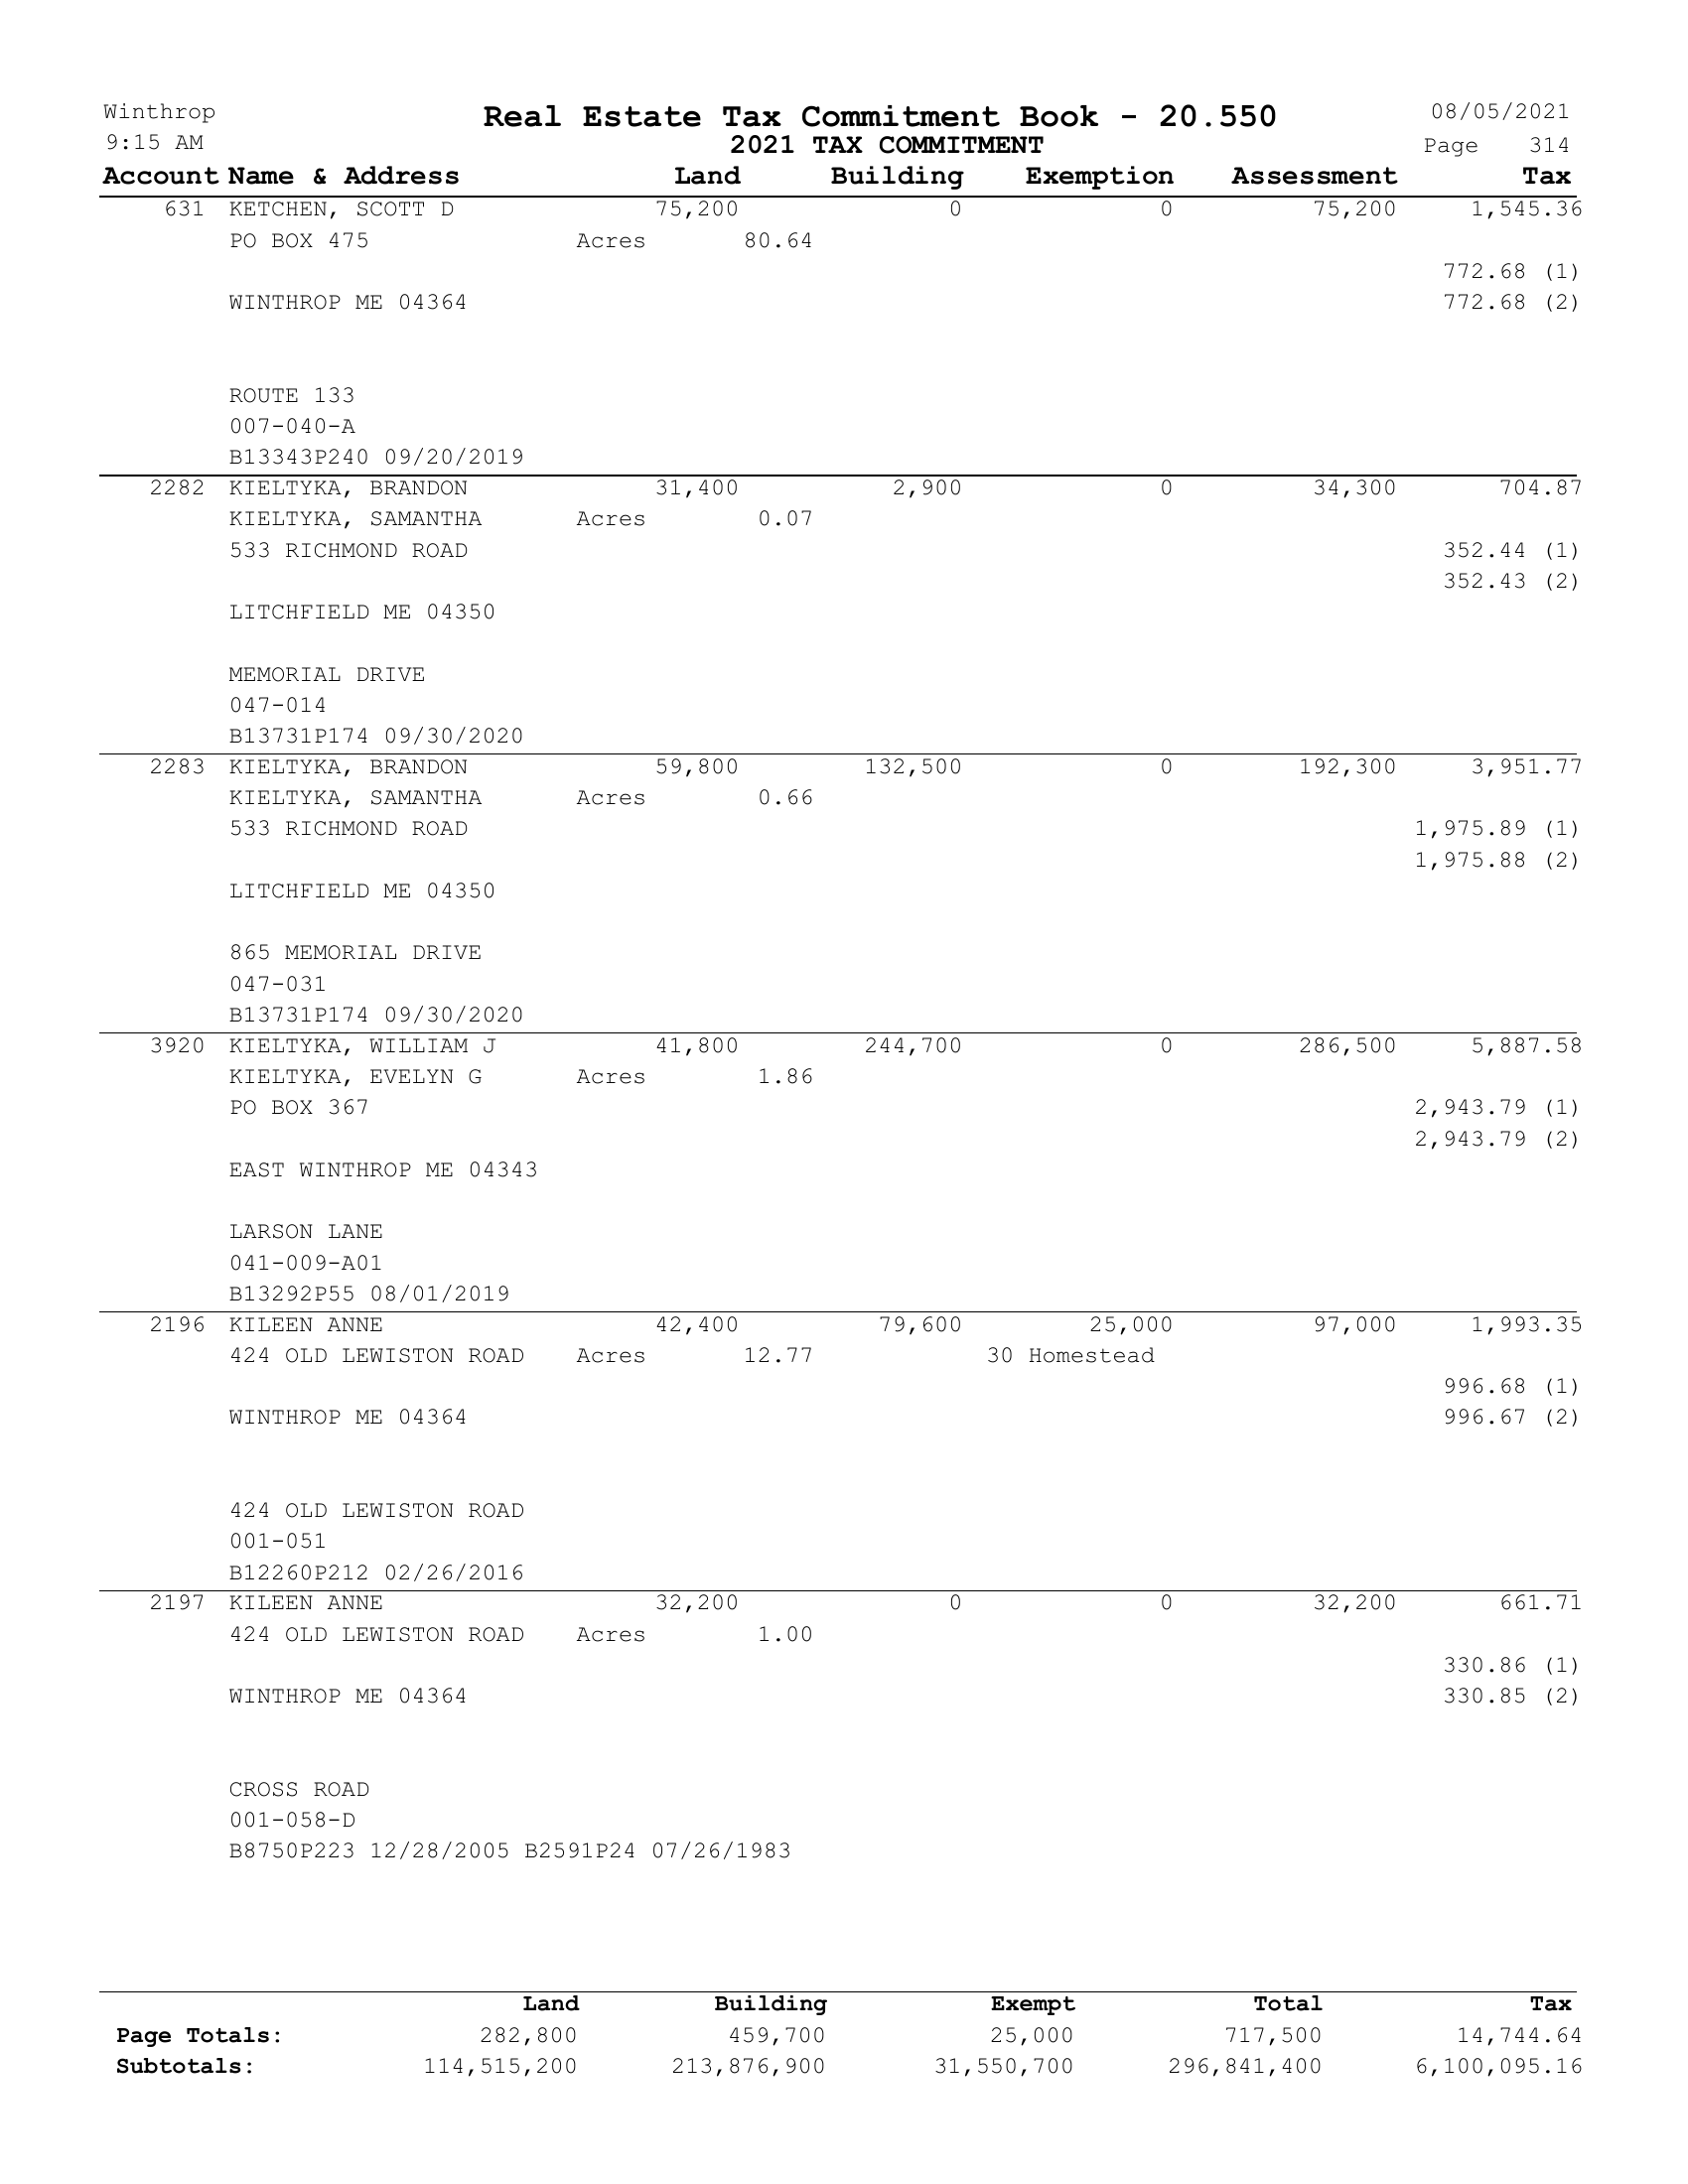 Winthrop Real Estate Tax Commitment Book - 20.550 08/05/2021
9:15 AM 2021 TAX COMMITMENT Page 314
Account Name & Address Land Building Exemption Assessment Tax
631 KETCHEN, SCOTT D 75,200 0 0 75,200 1,545.36
PO BOX 475 Acres 80.64
772.68 (1)
WINTHROP ME 04364 772.68 (2)
ROUTE 133
007-040-A
B13343P240 09/20/2019
2282 KIELTYKA, BRANDON 31,400 2,900 0 34,300 704.87
KIELTYKA, SAMANTHA Acres 0.07
533 RICHMOND ROAD 352.44 (1)
352.43 (2)
LITCHFIELD ME 04350
MEMORIAL DRIVE
047-014
B13731P174 09/30/2020
2283 KIELTYKA, BRANDON 59,800 132,500 0 192,300 3,951.77
KIELTYKA, SAMANTHA Acres 0.66
533 RICHMOND ROAD 1,975.89 (1)
1,975.88 (2)
LITCHFIELD ME 04350
865 MEMORIAL DRIVE
047-031
B13731P174 09/30/2020
3920 KIELTYKA, WILLIAM J 41,800 244,700 0 286,500 5,887.58
KIELTYKA, EVELYN G Acres 1.86
PO BOX 367 2,943.79 (1)
2,943.79 (2)
EAST WINTHROP ME 04343
LARSON LANE
041-009-A01
B13292P55 08/01/2019
2196 KILEEN ANNE 42,400 79,600 25,000 97,000 1,993.35
424 OLD LEWISTON ROAD Acres 12.77 30 Homestead
996.68 (1)
WINTHROP ME 04364 996.67 (2)
424 OLD LEWISTON ROAD
001-051
B12260P212 02/26/2016
2197 KILEEN ANNE 32,200 0 0 32,200 661.71
424 OLD LEWISTON ROAD Acres 1.00
330.86 (1)
WINTHROP ME 04364 330.85 (2)
CROSS ROAD
001-058-D
B8750P223 12/28/2005 B2591P24 07/26/1983
Land Building Exempt Total Tax
Page Totals: 282,800 459,700 25,000 717,500 14,744.64
Subtotals: 114,515,200 213,876,900 31,550,700 296,841,400 6,100,095.16